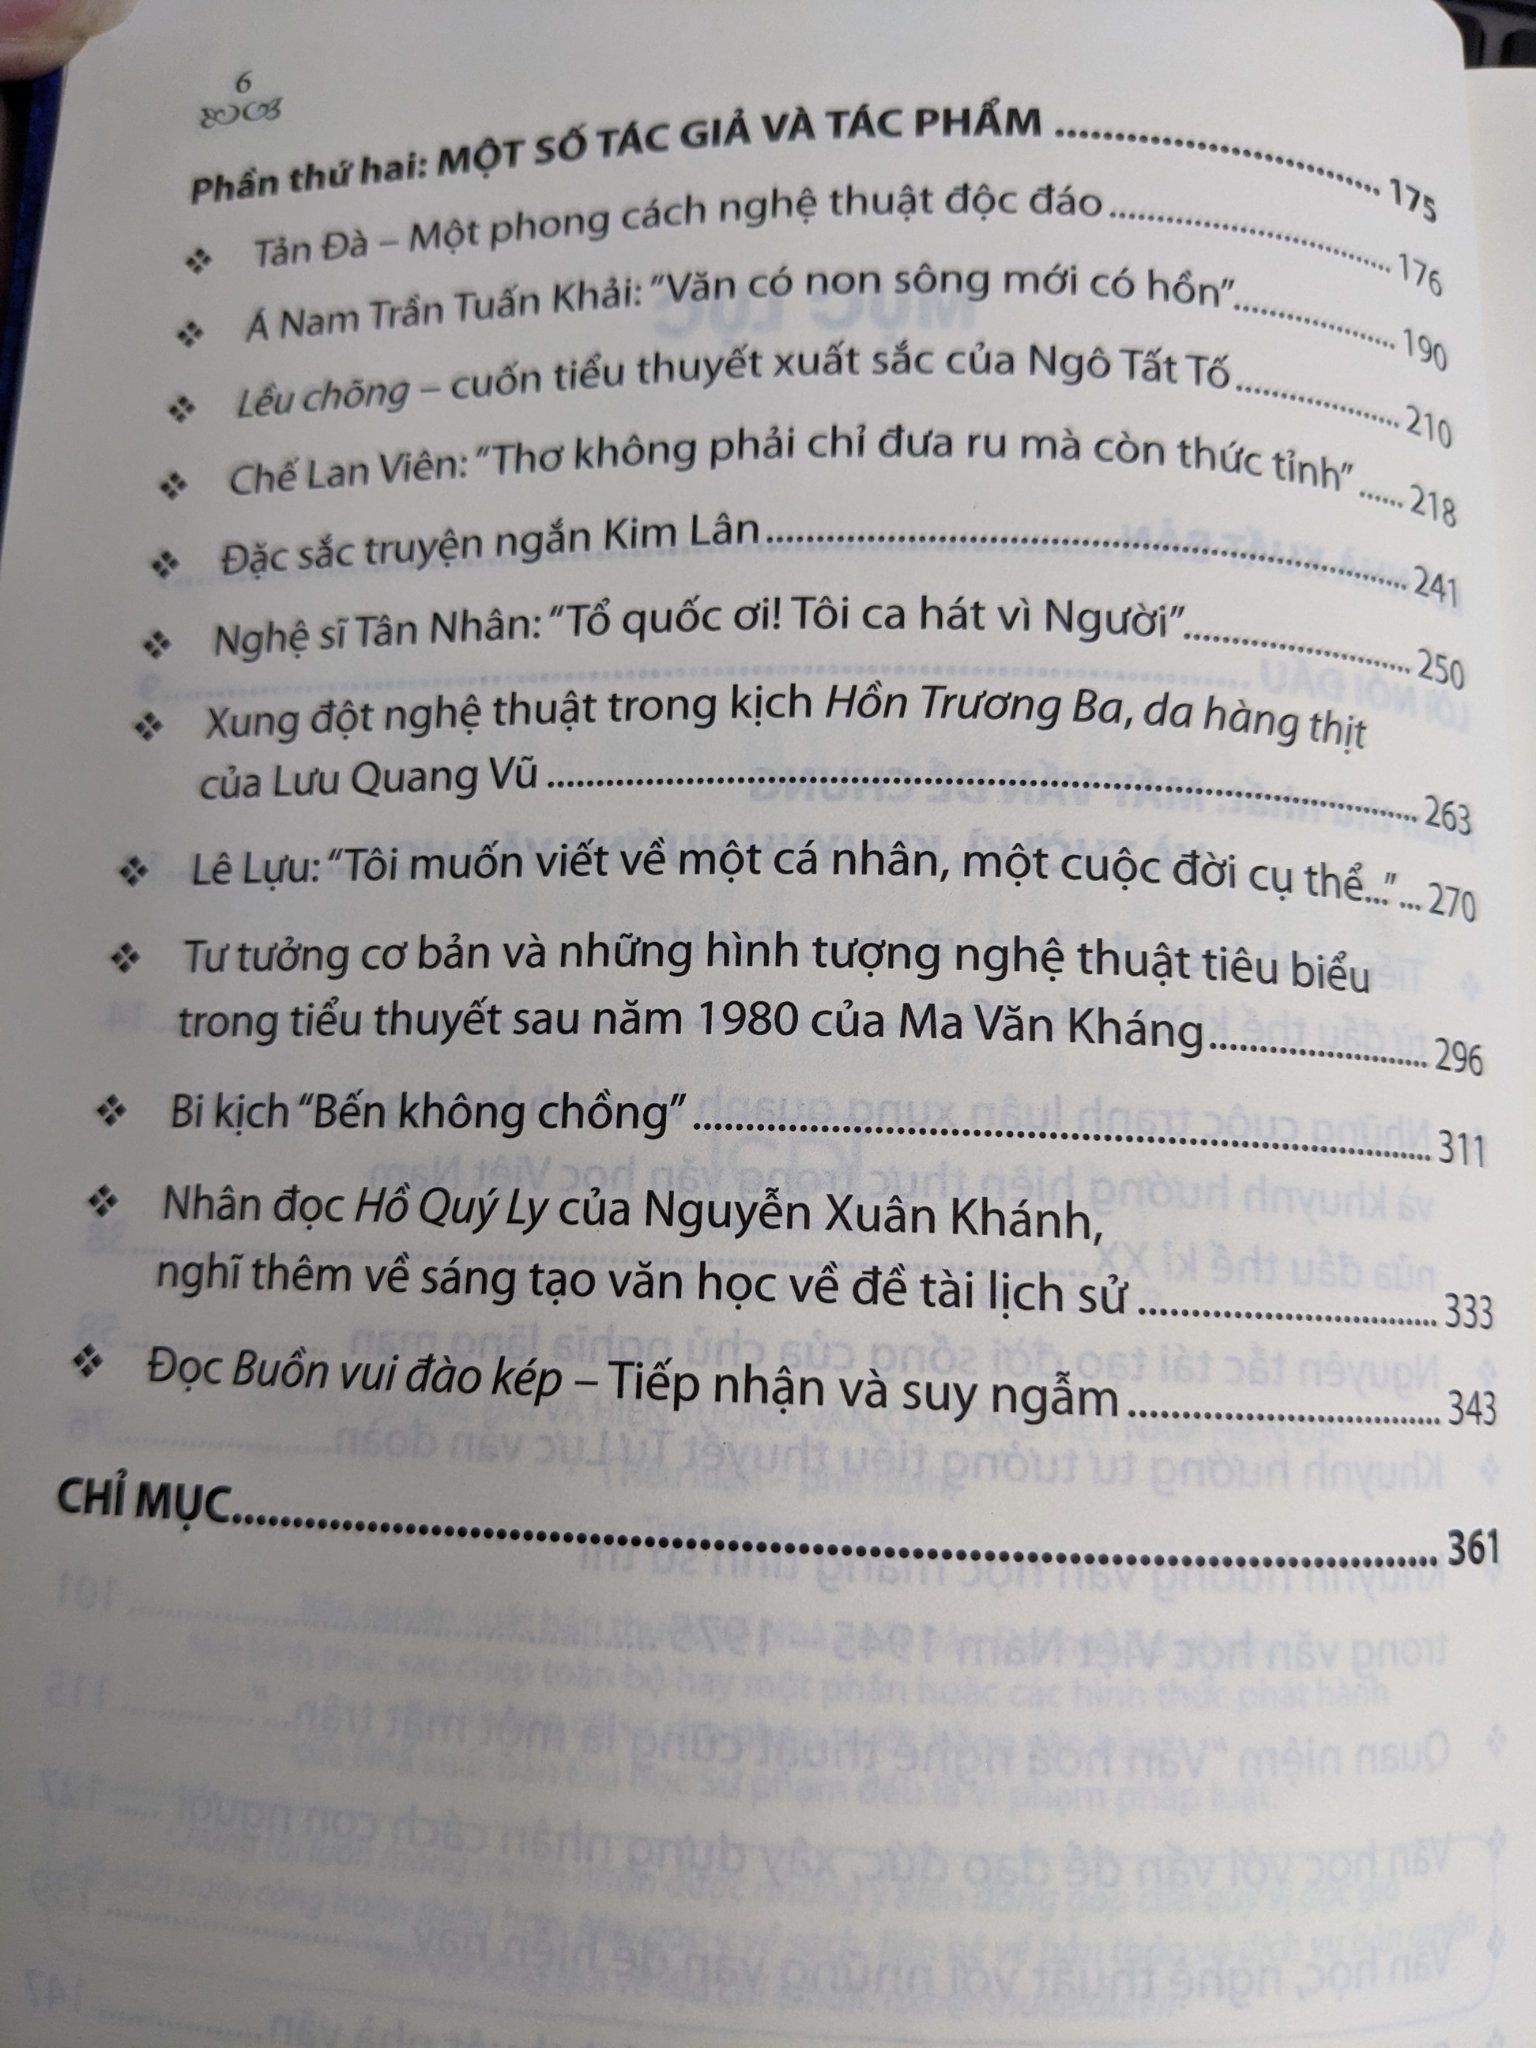 6
Phần thứ hai: MỘT SỐ TÁC GIẢ VÀ TÁC PHẨM ........ 175
❖ Tản Đà – Một phong cách nghệ thuật độc đáo ........ 176
❖ Á Nam Trần Tuấn Khải: “Văn có non sông mới có hồn” ........ 190
❖ Lều chõng – cuốn tiểu thuyết xuất sắc của Ngô Tất Tố ........ 210
❖ Chế Lan Viên: “Thơ không phải chỉ đưa ru mà còn thức tỉnh” ...... 218
❖ Đặc sắc truyện ngắn Kim Lân ........ 241
❖ Nghệ sĩ Tân Nhân: “Tổ quốc ơi! Tôi ca hát vì Người” ........ 250
❖ Xung đột nghệ thuật trong kịch Hồn Trương Ba, da hàng thịt
của Lưu Quang Vũ ........ 263
❖ Lê Lựu: “Tôi muốn viết về một cá nhân, một cuộc đời cụ thể...” ... 270
❖ Tư tưởng cơ bản và những hình tượng nghệ thuật tiêu biểu
trong tiểu thuyết sau năm 1980 của Ma Văn Kháng ........ 296
❖ Bi kịch “Bến không chồng” ........ 311
❖ Nhân đọc Hồ Quý Ly của Nguyễn Xuân Khánh,
nghĩ thêm về sáng tạo văn học về đề tài lịch sử ........ 333
❖ Đọc Buồn vui đào kép – Tiếp nhận và suy ngẫm ........ 343
CHỈ MỤC ........ 361